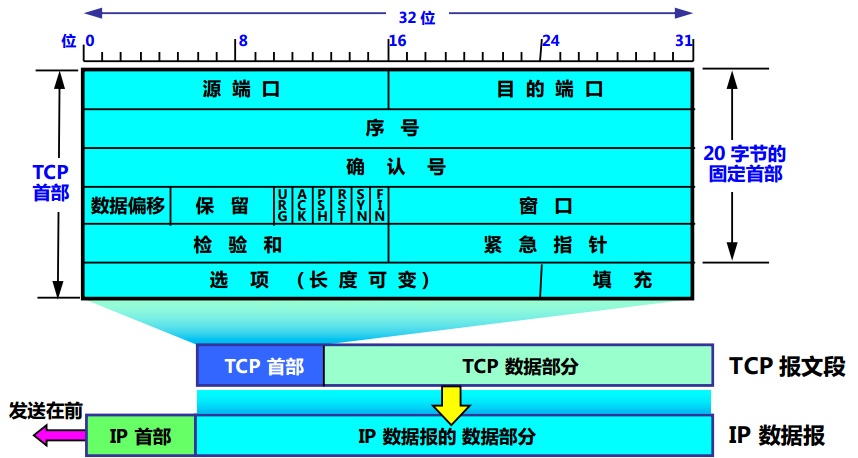 32 位
位 0 8 16 24 31
源 端 口 目 的 端 口
序 号
确 认 号
TCP
首部
20 字节的
固定首部
数据偏移 保 留 URG ACK PSH RST SYN FIN 窗 口
检 验 和 紧 急 指 针
选 项 (长 度 可 变) 填 充
TCP 首部 TCP 数据部分 TCP 报文段
发送在前
IP 首部 IP 数据报的 数据部分 IP 数据报